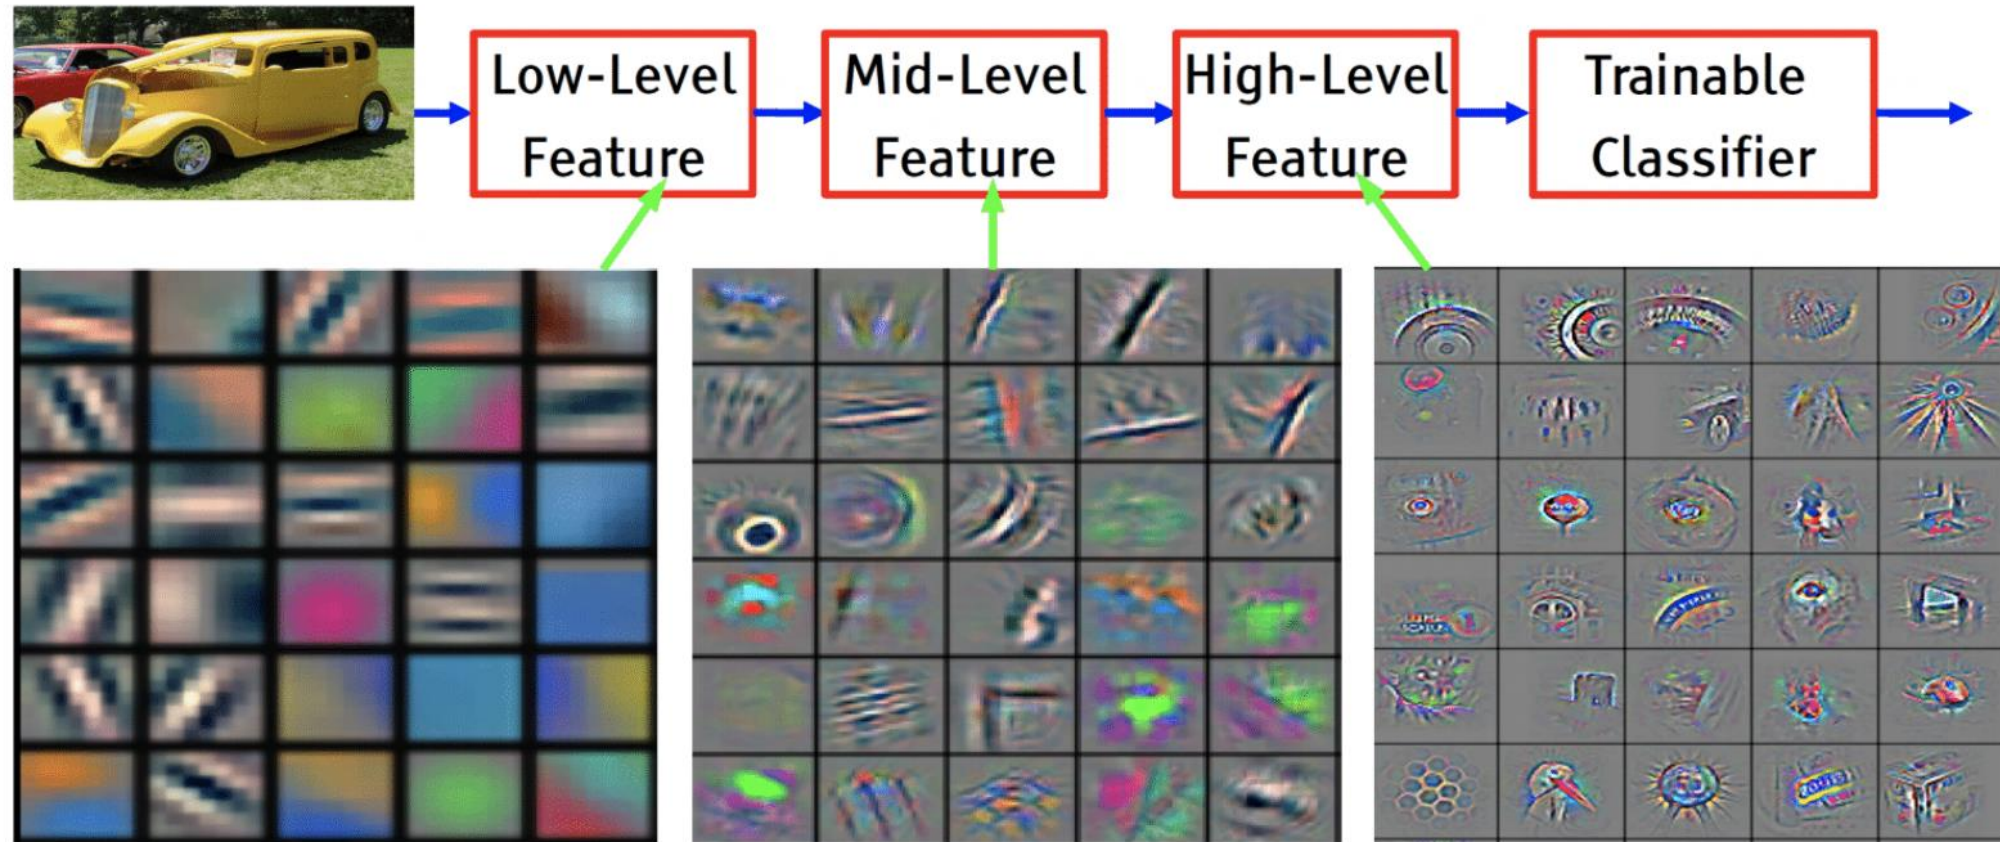 Low-Level
Feature
Mid-Level
Feature
High-Level
Feature
Trainable
Classifier